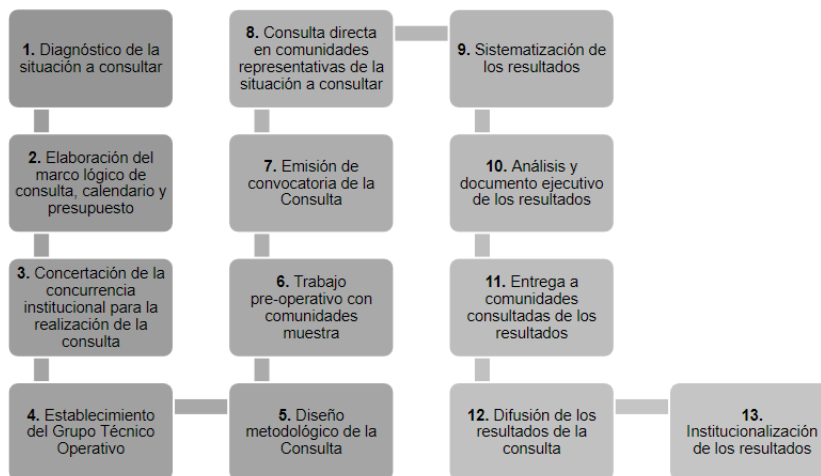 1. Diagnóstico de la
situación a consultar
2. Elaboración del
marco lógico de
consulta, calendario y
presupuesto
3. Concertación de la
concurrencia
institucional para la
realización de la
consulta
4. Establecimiento
del Grupo Técnico
Operativo
5. Diseño
metodológico de la
Consulta
6. Trabajo
pre-operativo con
comunidades
muestra
7. Emisión de
convocatoria de la
Consulta
8. Consulta directa
en comunidades
representativas de la
situación a consultar
9. Sistematización de
los resultados
10. Análisis y
documento ejecutivo
de los resultados
11. Entrega a
comunidades
consultadas de los
resultados
12. Difusión de los
resultados de la
consulta
13.
Institucionalización
de los resultados